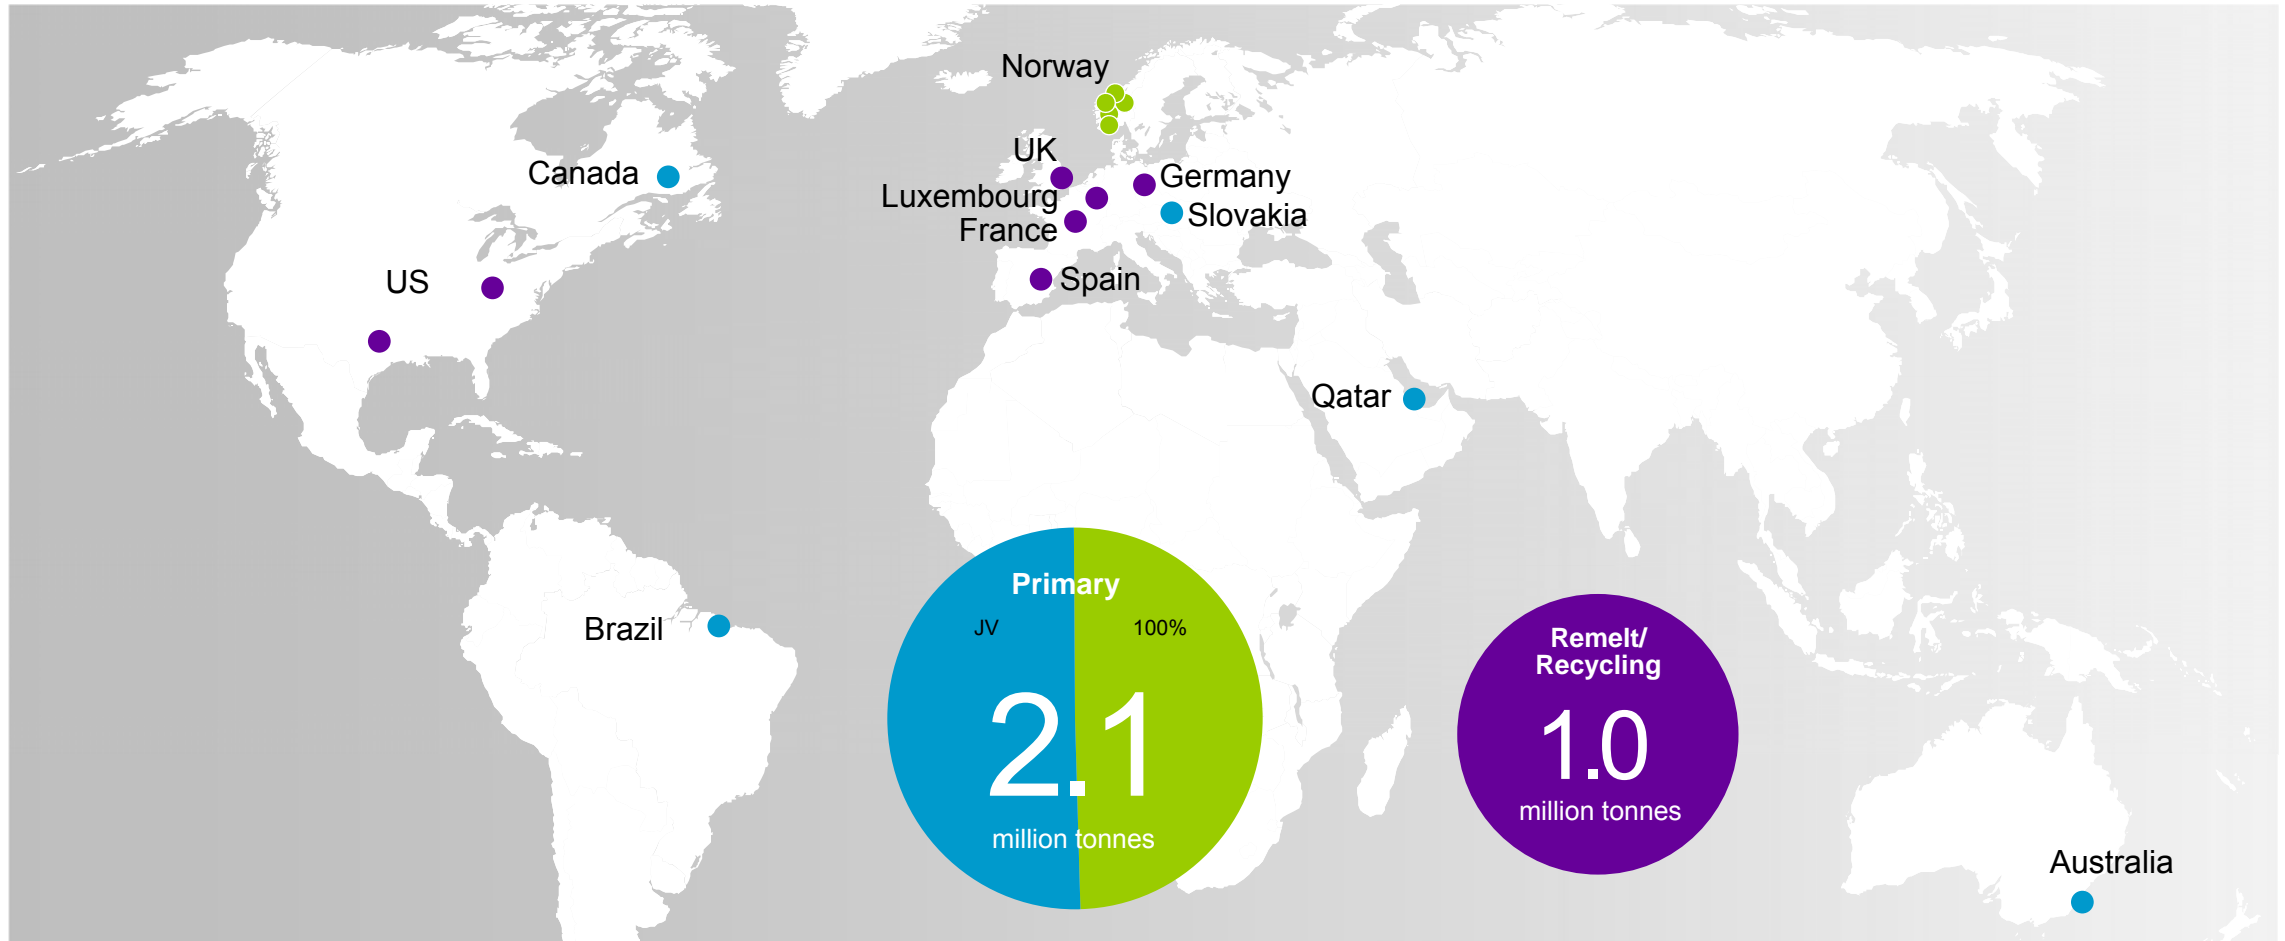 Norway
UK
Canada
Germany
Luxembourg
Slovakia
France
US
Spain
Qatar
Brazil
Primary
JV
100%
2.1
million tonnes
Remelt/
Recycling
1.0
million tonnes
Australia